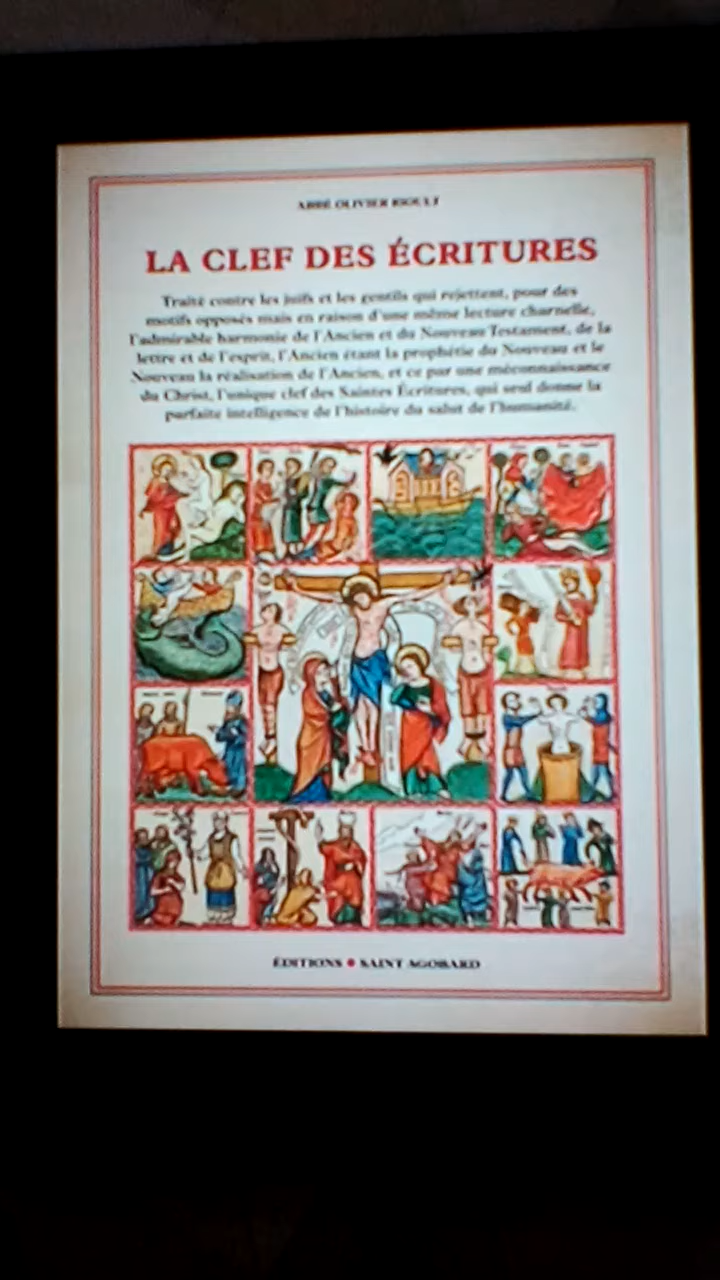 ABBÉ OLIVIER RIOULT
LA CLEF DES ÉCRITURES
Traité contre les juifs et les gentils qui rejettent, pour des
motifs opposés mais en raison d'une même lecture charnelle,
l'admirable harmonie de l'Ancien et du Nouveau Testament, de la
lettre et de l'esprit, l'Ancien étant la prophétie du Nouveau et le
Nouveau la réalisation de l'Ancien, et ce par une méconnaissance
du Christ, l'unique clef des Saintes Écritures, qui seul donne la
parfaite intelligence de l'histoire du salut de l'humanité.
ÉDITIONS • SAINT AGOBARD